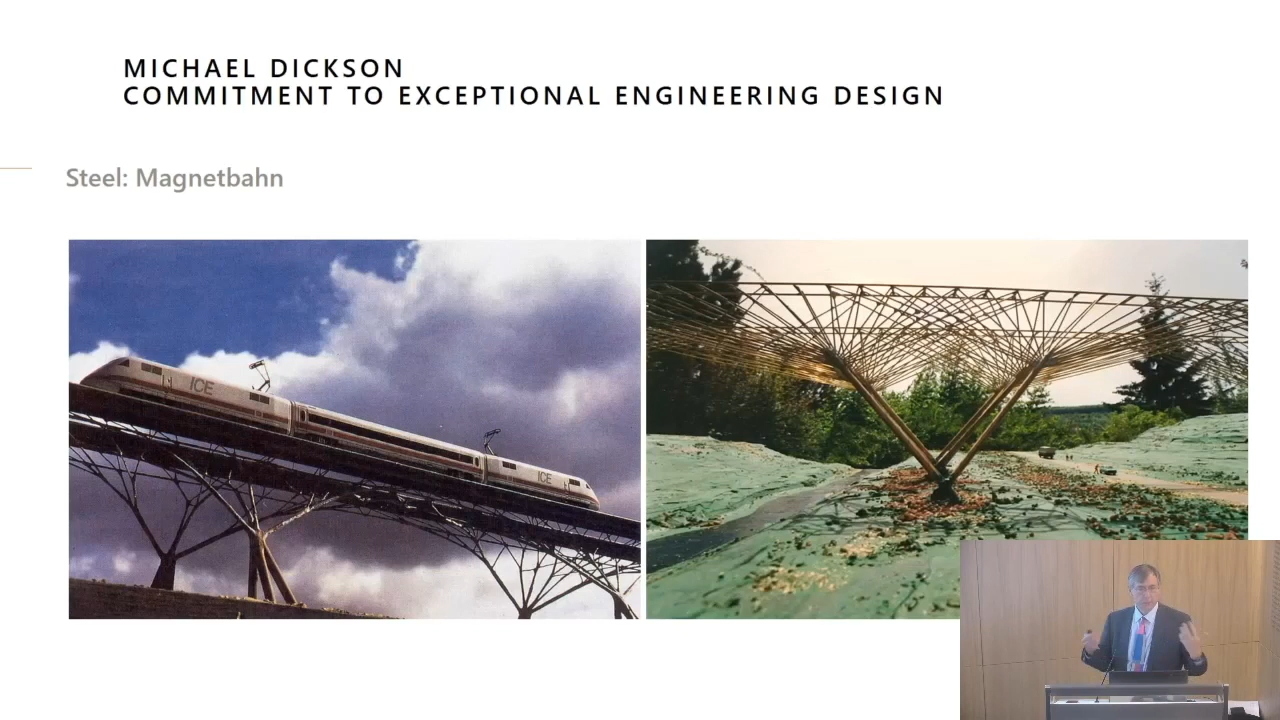 MICHAEL DICKSON
COMMITMENT TO EXCEPTIONAL ENGINEERING DESIGN
Steel: Magnetbahn
ICE
ICE